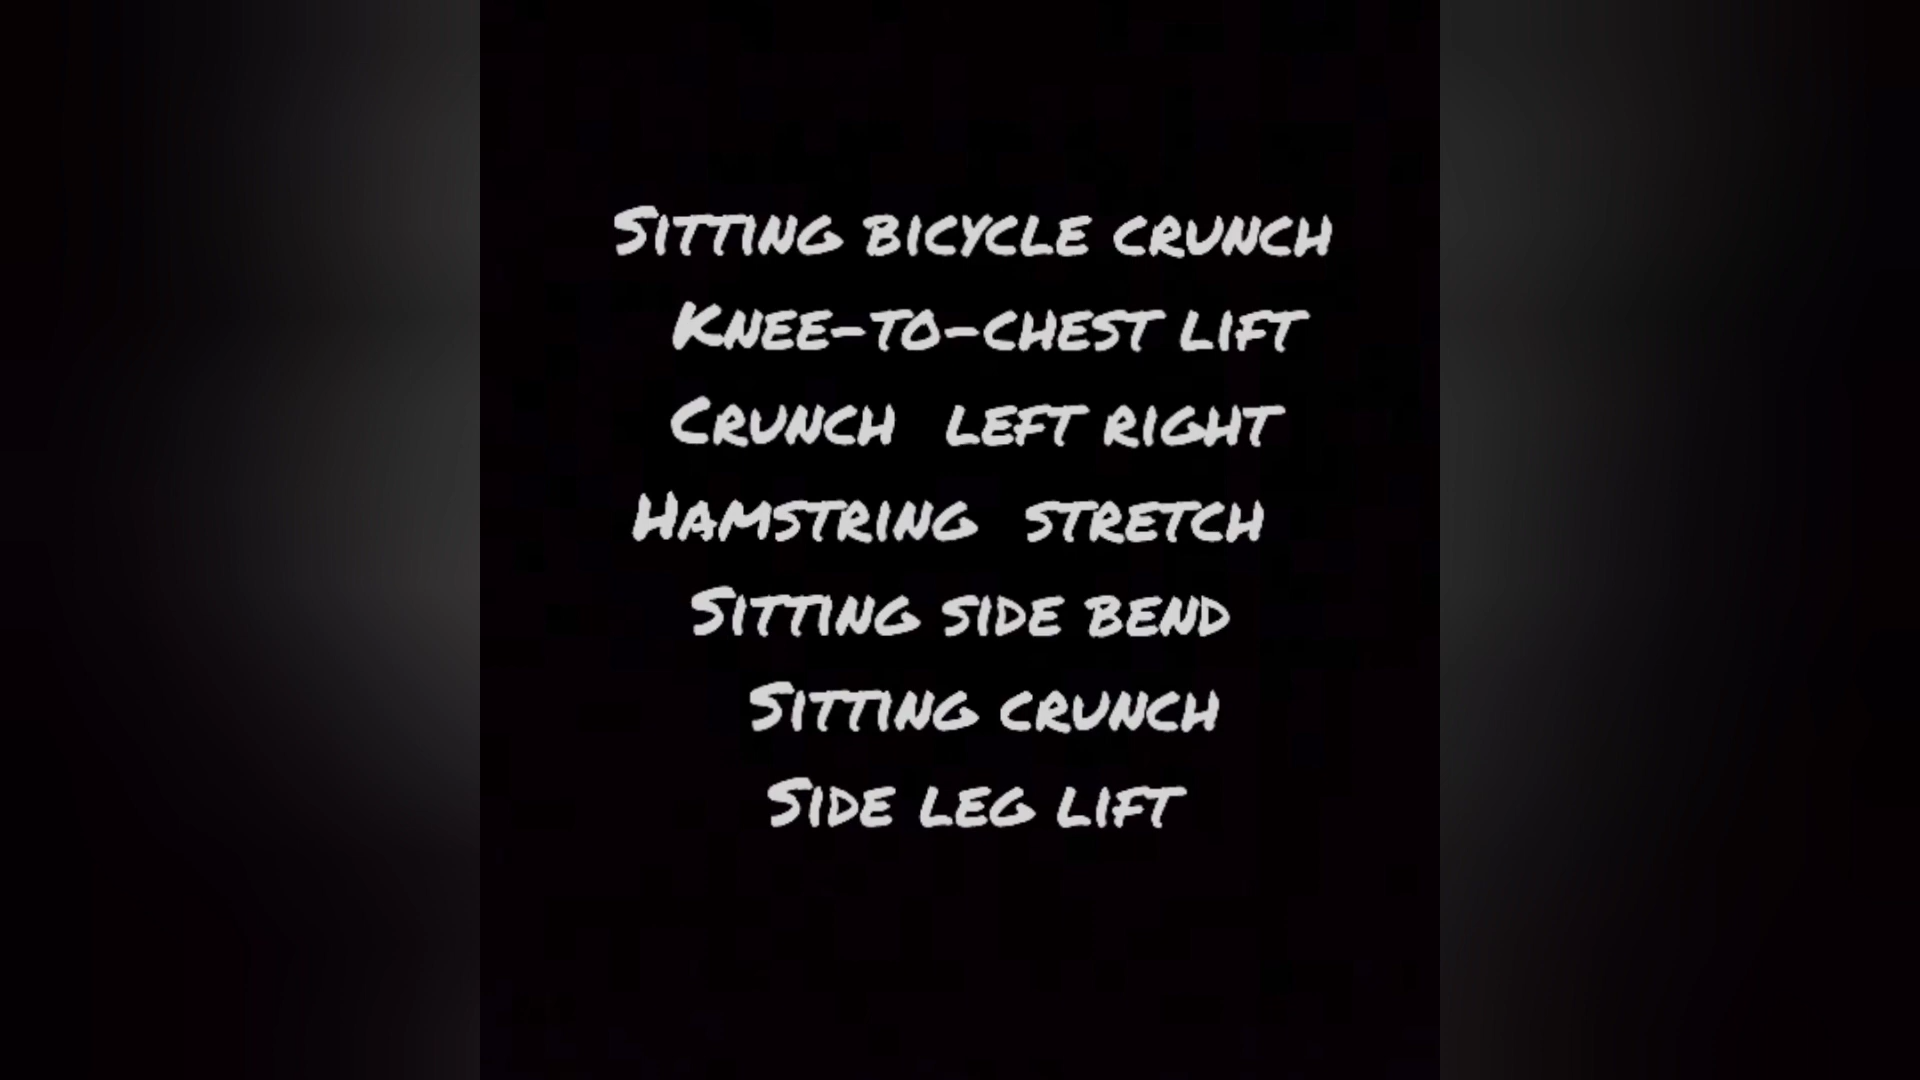 Sitting bicycle crunch
Knee-to-chest lift
Crunch left right
Hamstring stretch
Sitting side bend
Sitting crunch
Side leg lift